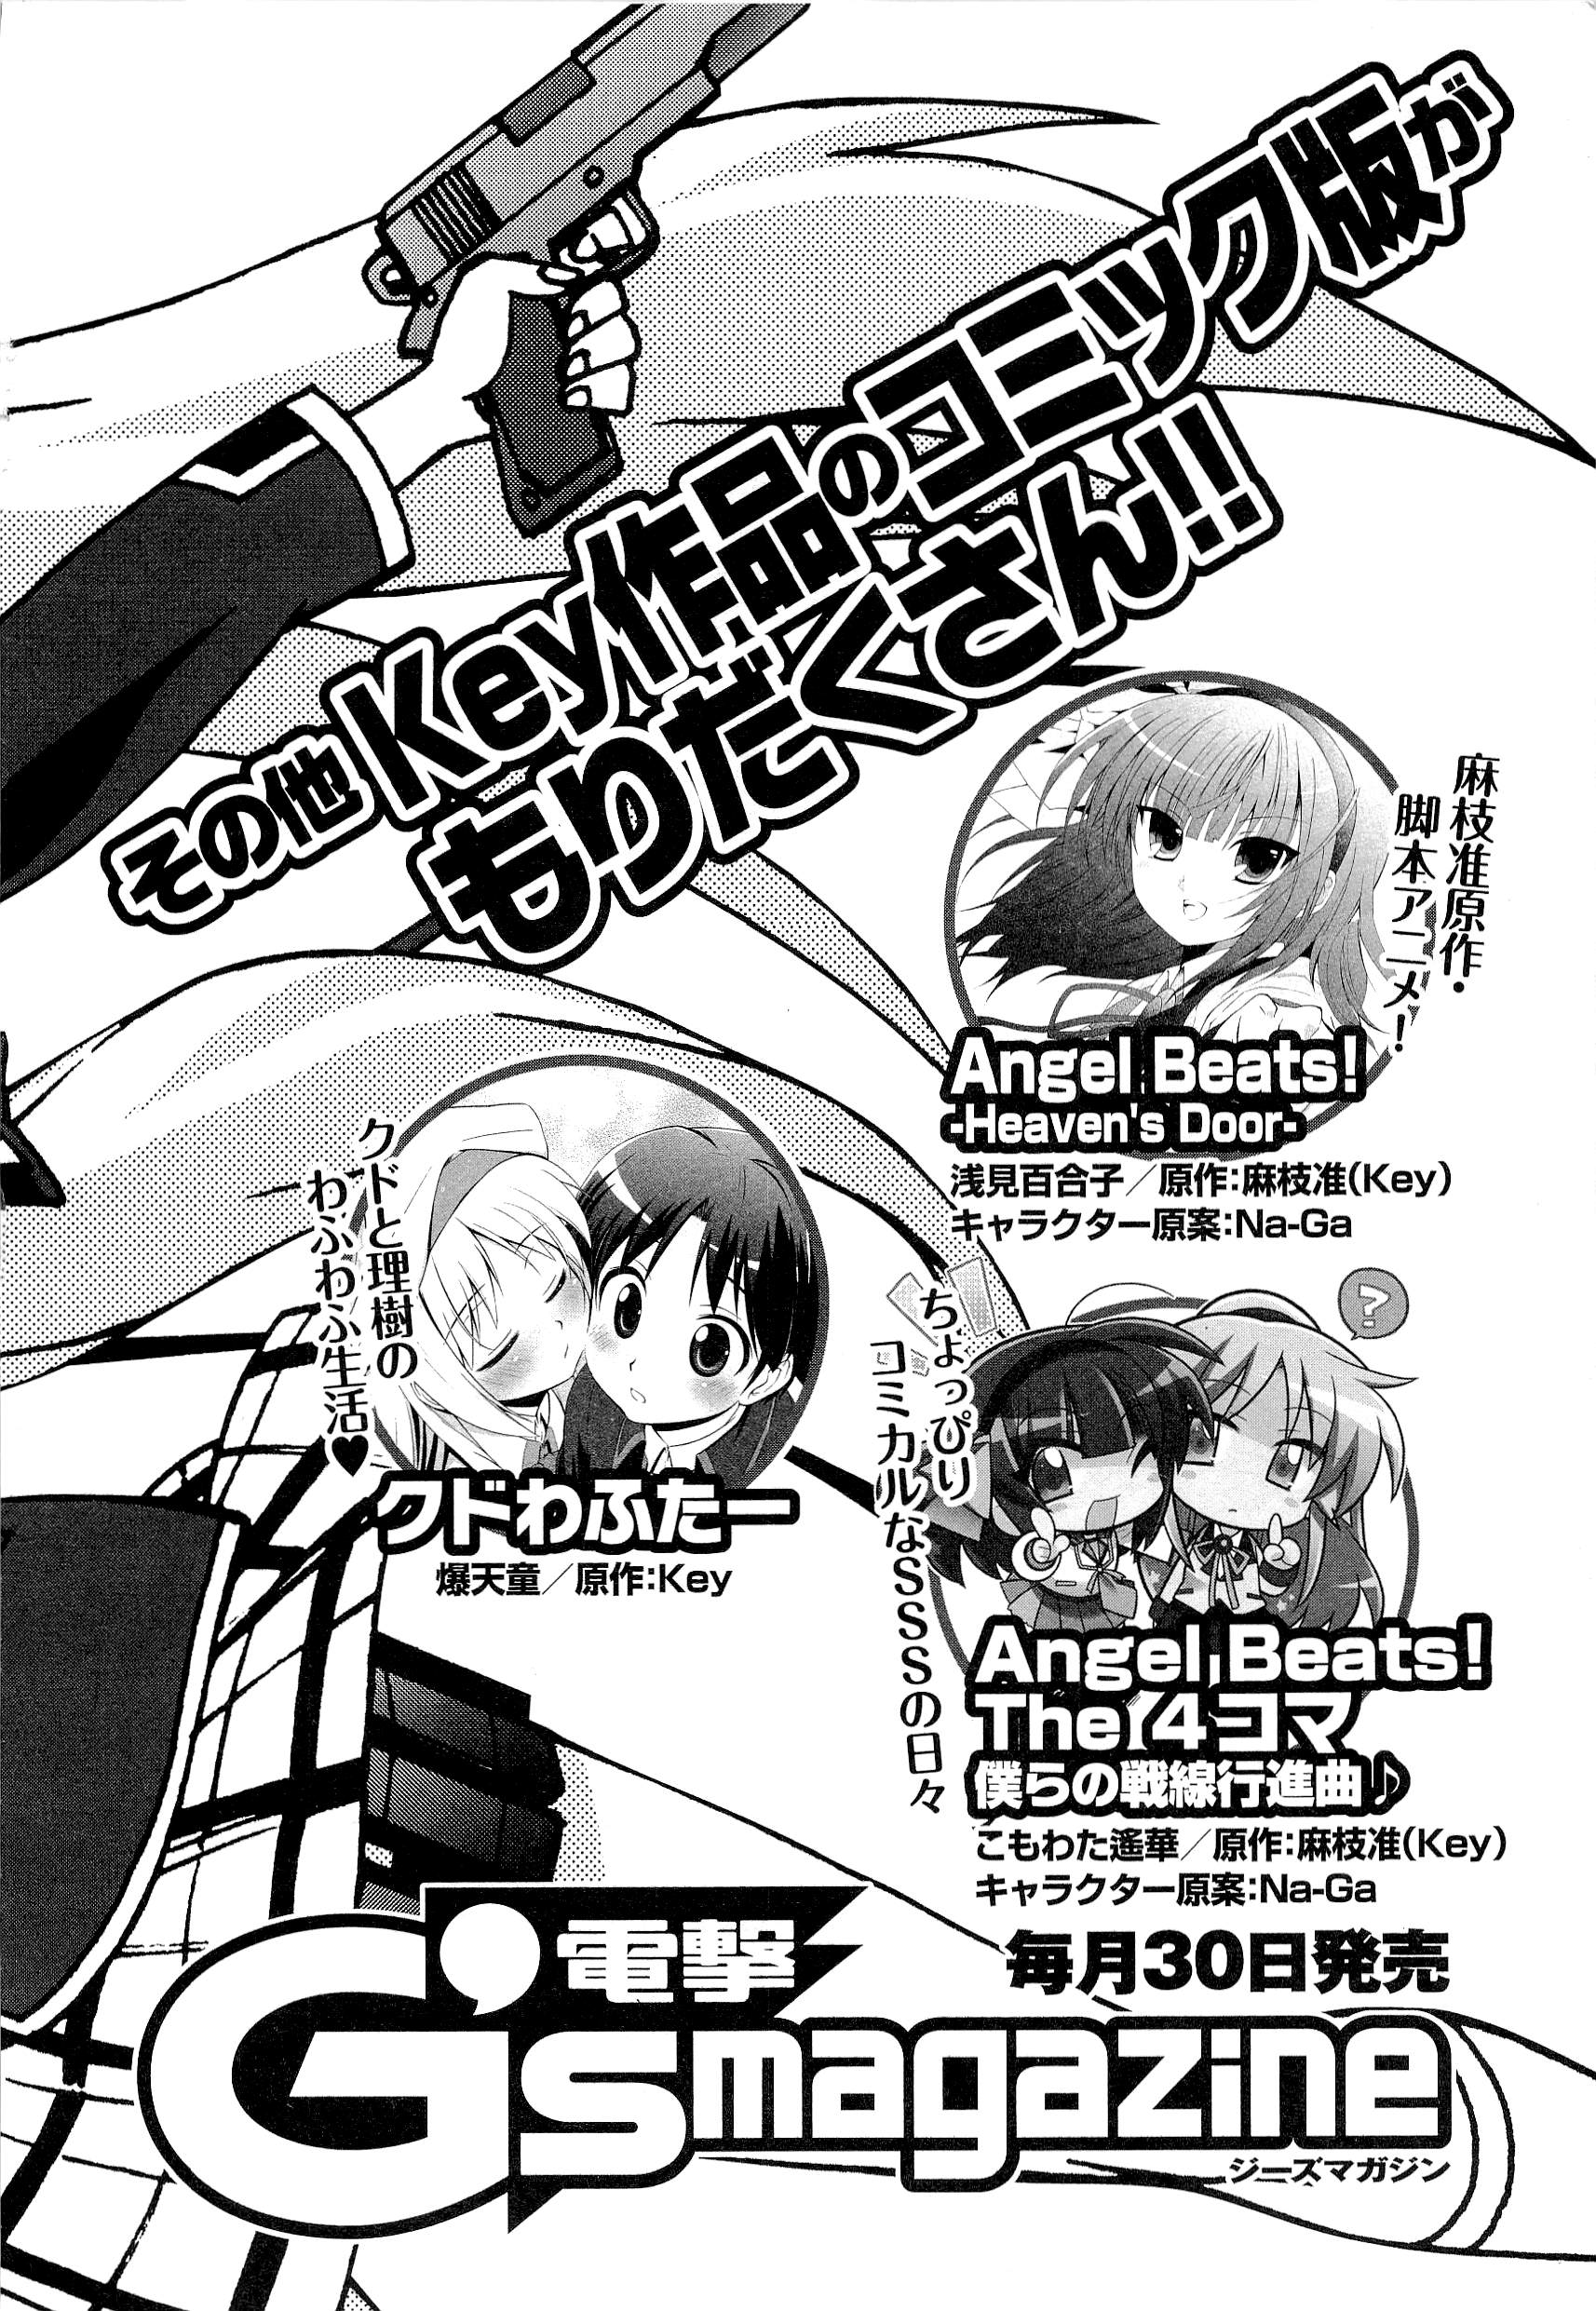 その他Key作品のコミック版が
もりだくさん!!
麻枝准原作・
脚本アニメ!
Angel Beats!
-Heaven's Door-
浅見百合子／原作:麻枝准(Key)
キャラクター原案:Na-Ga
クドと理樹の
わふわふ生活♥
クドわふたー
爆天童／原作:Key
?
ちょっぴり
コミカルなSSSの日々
Angel Beats!
The 4コマ
僕らの戦線行進曲♪
こもわた遙華／原作:麻枝准(Key)
キャラクター原案:Na-Ga
毎月30日発売
電撃
G's magazine
ジーズマガジン